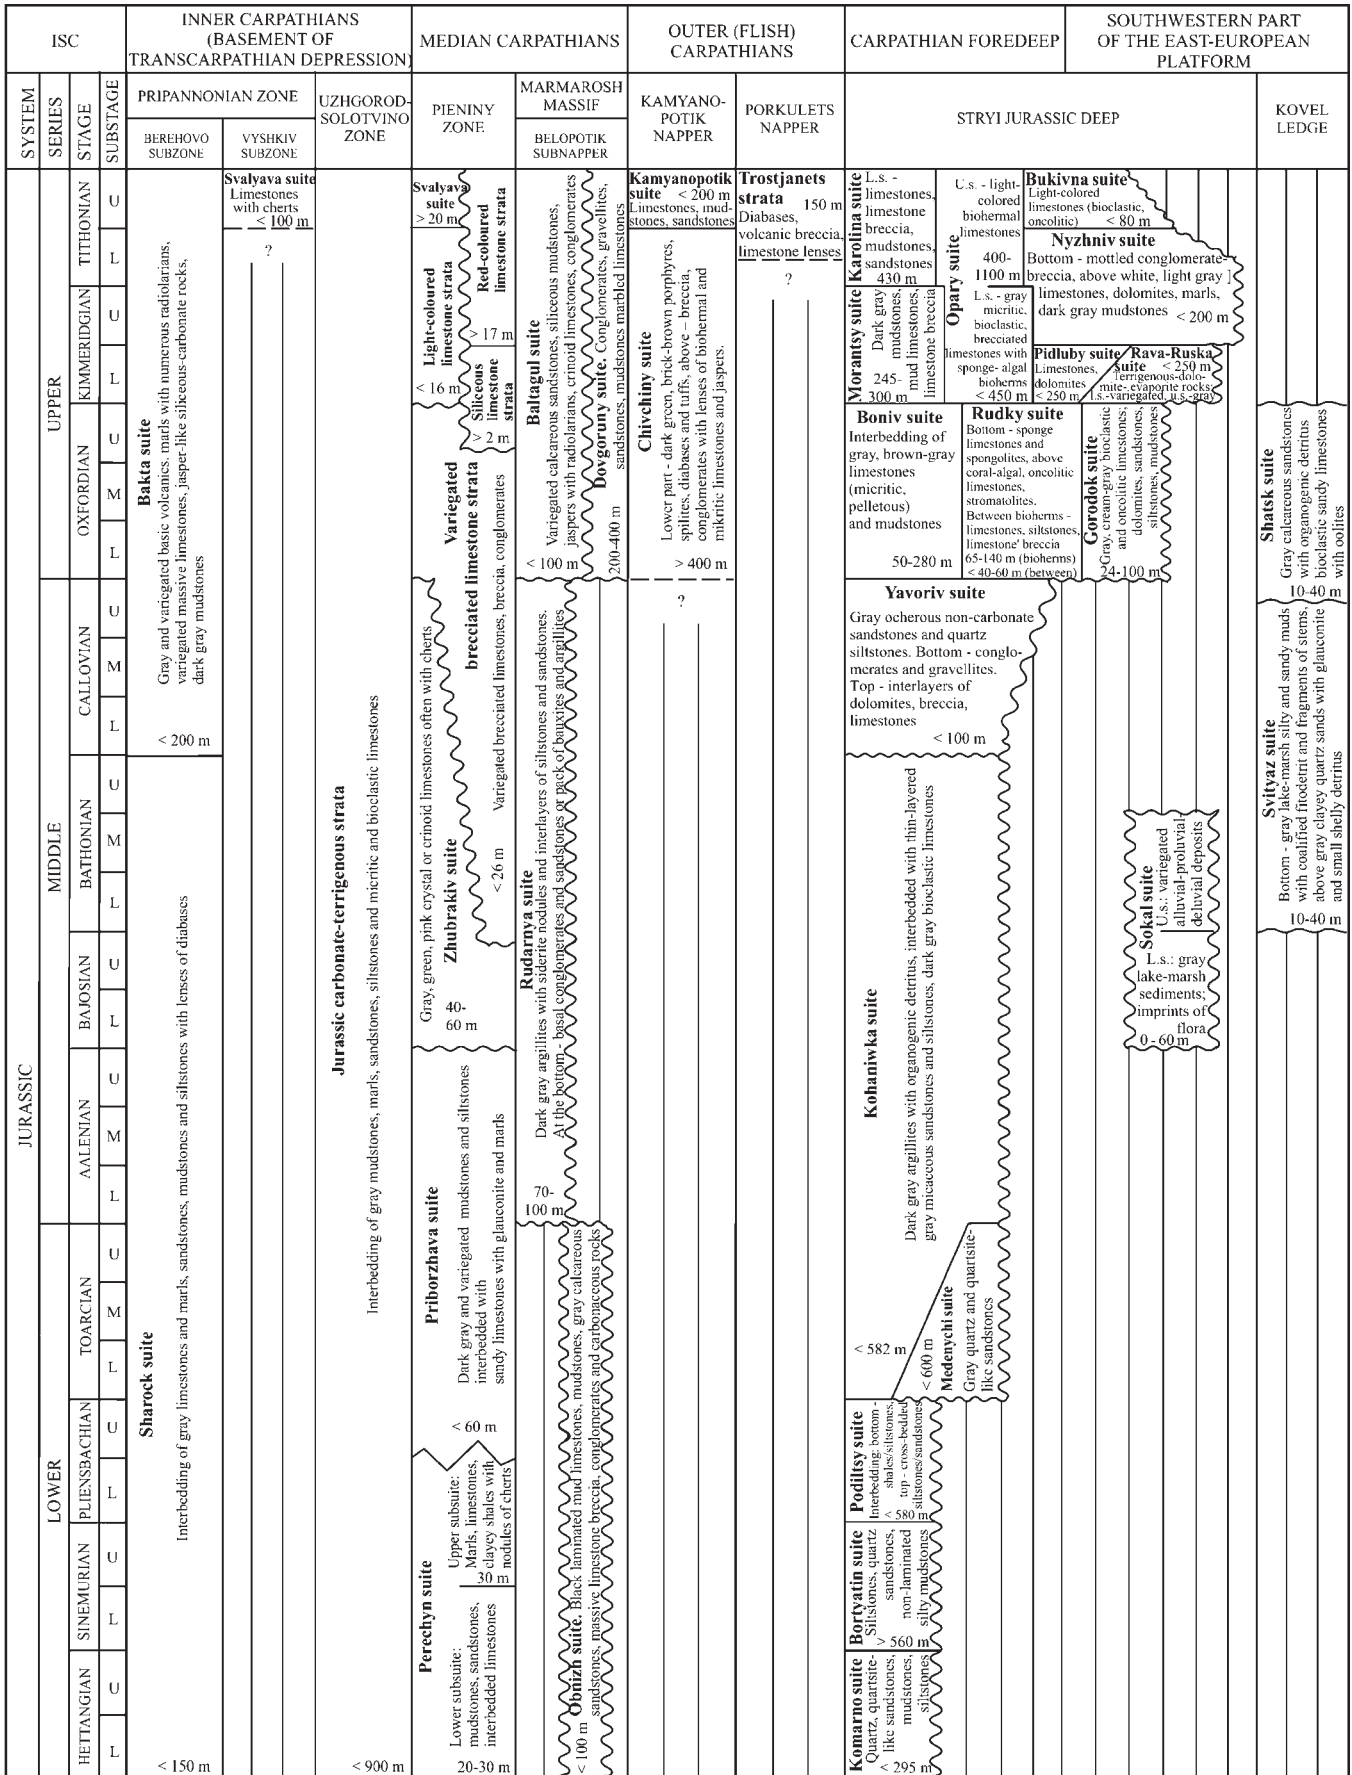 ISC
INNER CARPATHIANS
(BASEMENT OF
TRANSCARPATHIAN DEPRESSION)
MEDIAN CARPATHIANS
OUTER (FLISH)
CARPATHIANS
CARPATHIAN FOREDEEP
SOUTHWESTERN PART
OF THE EAST-EUROPEAN
PLATFORM
SYSTEM
SERIES
STAGE
SUBSTAGE
PRIPANNONIAN ZONE
BEREHOVO
SUBZONE
VYSHKIV
SUBZONE
UZHGOROD-
SOLOTVINO
ZONE
PIENINY
ZONE
MARMAROSH
MASSIF
BELOPOTIK
SUBNAPPER
KAMYANO-
POTIK
NAPPER
PORKULETS
NAPPER
STRYI JURASSIC DEEP
KOVEL
LEDGE
JURASSIC
UPPER
MIDDLE
LOWER
TITHONIAN
U
L
KIMMERIDGIAN
U
L
OXFORDIAN
U
M
L
CALLOVIAN
U
M
L
BATHONIAN
U
M
L
BAJOSIAN
U
L
AALENIAN
U
M
L
TOARCIAN
U
M
L
PLIENSBACHIAN
U
L
SINEMURIAN
U
L
HETTANGIAN
U
L
Bakta suite
Gray and variegated basic volcanics, marls with numerous radiolarians,
variegated massive limestones, jasper-like siliceous-carbonate rocks,
dark gray mudstones
< 200 m
Sharock suite
Interbedding of gray limestones and marls, sandstones, mudstones and siltstones with lenses of diabases
< 150 m
Svalyava suite
Limestones
with cherts
< 100 m
?
Jurassic carbonate-terrigenous strata
Interbedding of gray mudstones, marls, sandstones, siltstones and micritic and bioclastic limestones
< 900 m
Svalyava
suite
> 20 m
Red-coloured
limestone strata
> 17 m
Light-coloured
limestone strata
< 16 m
Siliceous
limestone
strata
> 2 m
Variegated
brecciated limestone strata
Variegated brecciated limestones, breccia, conglomerates
< 26 m
Gray, green, pink crystal or crinoid limestones often with cherts
Zhubrakiv suite
40-
60 m
Priborzhava suite
Dark gray and variegated mudstones and siltstones
interbedded with
sandy limestones with glauconite and marls
< 60 m
Perechyn suite
Upper subsuite:
Marls, limestones,
clayey shales with
nodules of cherts
30 m
Lower subsuite:
mudstones, sandstones,
interbedded limestones
20-30 m
Baltagul suite
Variegated calcareous sandstones, siliceous mudstones,
jaspers with radiolarians, crinoid limestones, conglomerates
< 100 m
Dovgoruny suite. Conglomerates, gravellites,
sandstones, mudstones marbled limestones
200-400 m
Rudarnya suite
Dark gray argillites with siderite nodules and interlayers of siltstones and sandstones.
At the bottom - basal conglomerates and sandstones or pack of bauxites and argillites
70-
100 m
Obnizh suite. Black laminated mud limestones, mudstones, gray calcareous
sandstones, massive limestone breccia, conglomerates and carbonaceous rocks
< 100 m
Kamyanopotik
suite < 200 m
Limestones, mud-
stones, sandstones
Chivchiny suite
Lower part - dark green, brick-brown porphyres,
spilites, diabases and tuffs, above – breccia,
conglomerates with lenses of biohermal and
mikritic limestones and jaspers.
> 400 m
?
Trostjanets
strata 150 m
Diabases,
volcanic breccia,
limestone lenses
?
Karolina suite
L.s. -
limestones,
limestone
breccia,
mudstones,
sandstones
430 m
Morantsy suite
Dark gray
mudstones,
mud limestones,
limestone breccia
245-
300 m
Opary suite
U.s. - light-
colored
biohermal
limestones
400-
1100 m
L.s. - gray
micritic,
bioclastic,
brecciated
limestones with
sponge- algal
bioherms
< 450 m
Bukivna suite
Light-colored
limestones (bioclastic,
oncolitic) < 80 m
Nyzhniv suite
Bottom - mottled conglomerate-
breccia, above white, light gray ]
limestones, dolomites, marls,
dark gray mudstones < 200 m
Pidluby suite
Limestones,
dolomites
< 250 m
Rava-Ruska
suite < 250 m
Terrigenous-dolo-
mite-,evaporite rocks;
l.s.-variegated, u.s.-gray
Boniv suite
Interbedding of
gray, brown-gray
limestones
(micritic,
pelletous)
and mudstones
50-280 m
Rudky suite
Bottom - sponge
limestones and
spongolites, above
coral-algal, oncolitic
limestones,
stromatolites.
Between bioherms -
limestones, siltstones,
limestone' breccia
65-140 m (bioherms)
< 40-60 m (between)
Gorodok suite
Gray, cream-gray bioclastic
and oncolitic limestones;
dolomites, sandstones,
siltstones, mudstones
24-100 m
Yavoriv suite
Gray ocherous non-carbonate
sandstones and quartz
siltstones. Bottom - conglo-
merates and gravellites.
Top - interlayers of
dolomites, breccia,
limestones
< 100 m
Kohaniwka suite
Dark gray argillites with organogenic detritus, interbedded with thin-layered
gray micaceous sandstones and siltstones, dark gray bioclastic limestones
< 582 m
Medenychi suite
Gray quartz and quartsite-
like sandstones
< 600 m
Podiltsy suite
Interbedding: bottom -
shales/siltstones,
top - cross-bedded
siltstones/sandstones
< 580 m
Bortyatin suite
Siltstones, quartz
sandstones,
non-laminated
silty mudstones
> 560 m
Komarno suite
Quartz, quartsite-
like sandstones,
mudstones,
siltstones
< 295 m
Sokal suite
U.s.: variegated
alluvial-proluvial-
deluvial deposits
L.s.: gray
lake-marsh
sediments;
imprints of
flora
0 - 60 m
Shatsk suite
Gray calcareous sandstones
with organogenic detritus
bioclastic sandy limestones
with oolites
10-40 m
Svityaz suite
Bottom - gray lake-marsh silty and sandy muds
with coalified fitodetrit and fragments of stems,
above gray clayey quartz sands with glauconite
and small shelly detritus
10-40 m